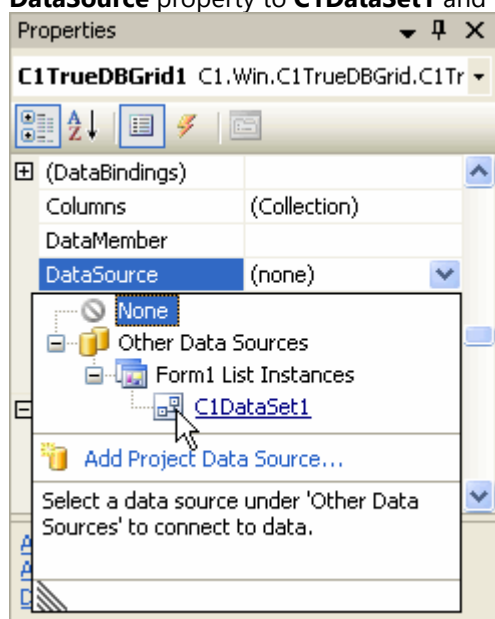 DataSource property to C1DataSet1 and
Properties
C1TrueDBGrid1 C1.Win.C1TrueDBGrid.C1Tr
(DataBindings)
Columns (Collection)
DataMember
DataSource (none)
None
Other Data Sources
Form1 List Instances
C1DataSet1
Add Project Data Source...
Select a data source under 'Other Data
Sources' to connect to data.
A
A
D